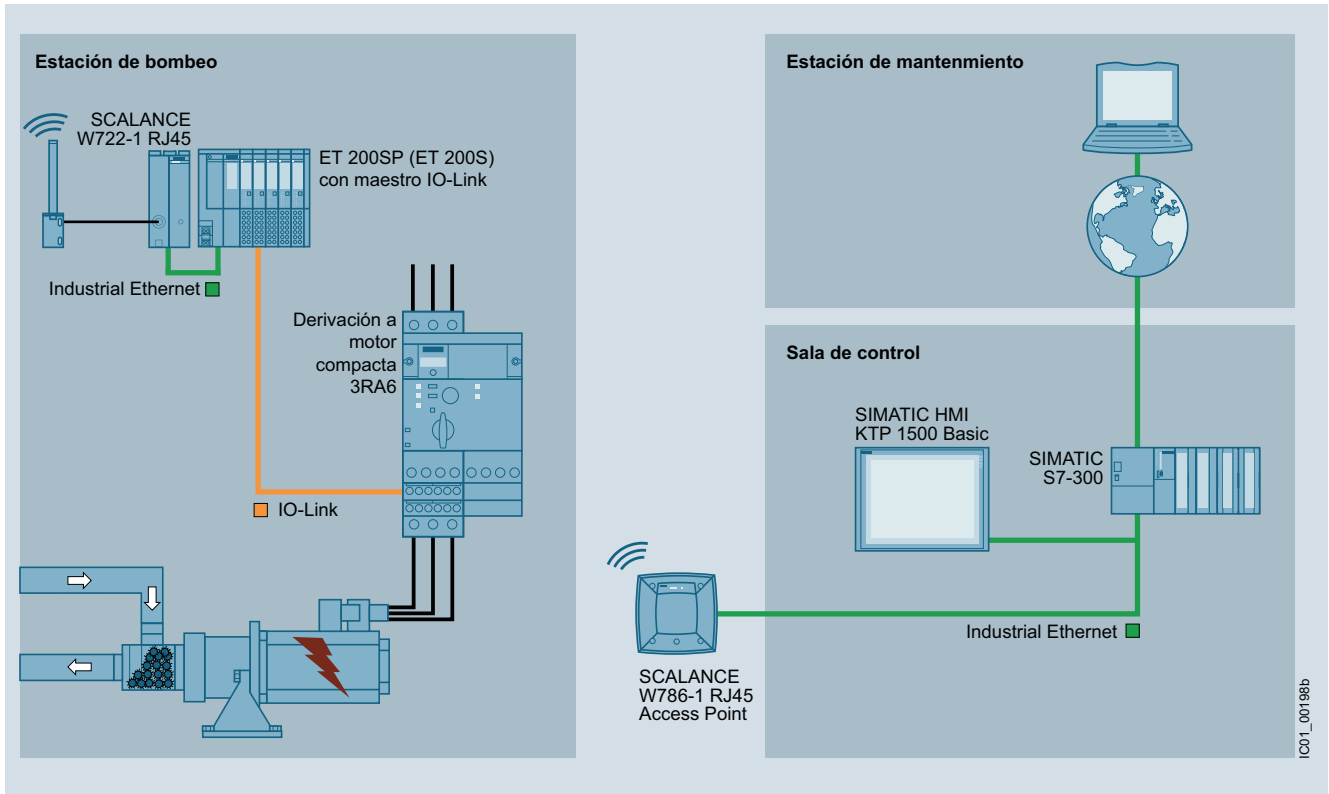 Estación de bombeo
SCALANCE
W722-1 RJ45
ET 200SP (ET 200S)
con maestro IO-Link
Industrial Ethernet
Derivación a
motor
compacta
3RA6
IO-Link
Estación de mantenmiento
Sala de control
SIMATIC HMI
KTP 1500 Basic
SIMATIC
S7-300
Industrial Ethernet
SCALANCE
W786-1 RJ45
Access Point
IC01_00198b